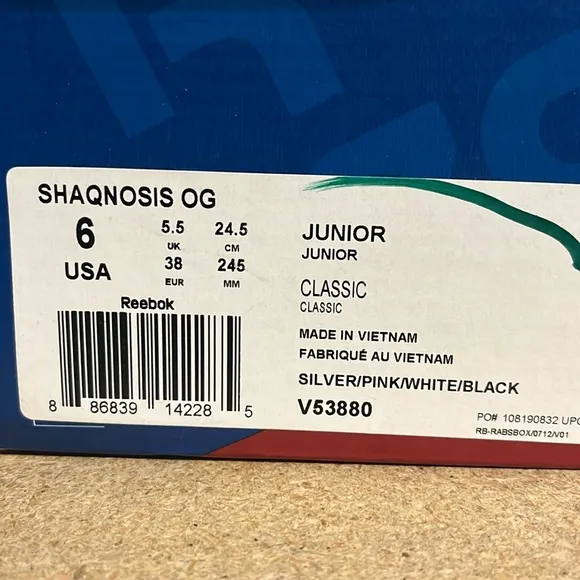 SHAQNOSIS OG
6
USA
5.5
UK
24.5
CM
38
EUR
245
MM
Reebok
8 86839 14228 5
JUNIOR
JUNIOR
CLASSIC
CLASSIC
MADE IN VIETNAM
FABRIQUÉ AU VIETNAM
SILVER/PINK/WHITE/BLACK
V53880
PO# 108190832 UPC
RB-RABSBOX/0712/V01